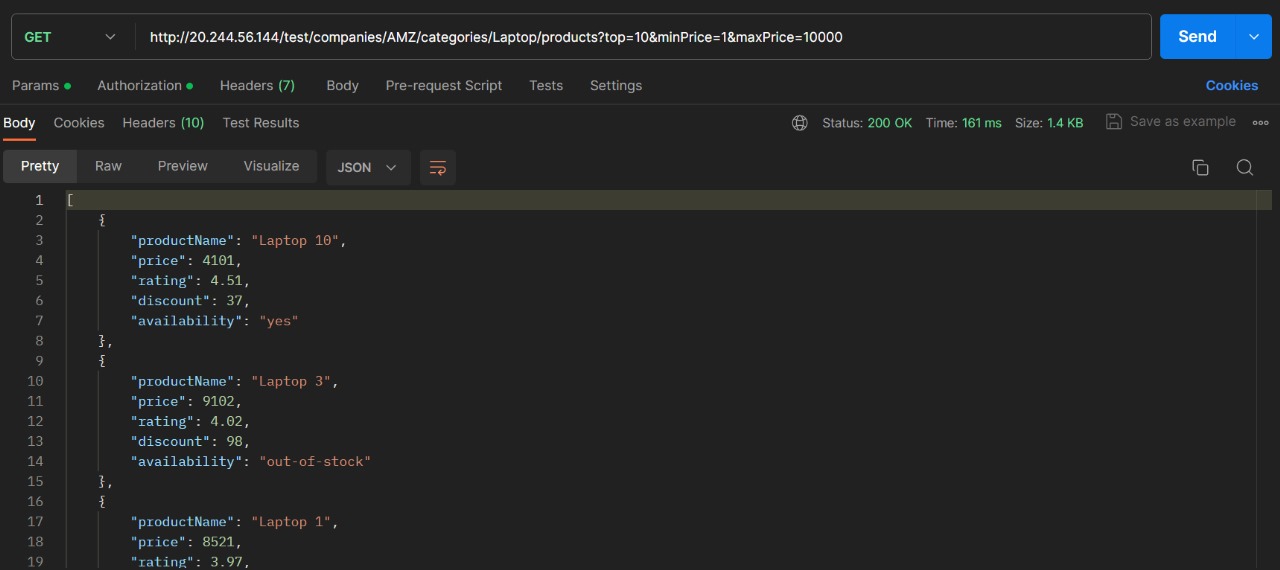 GET http://20.244.56.144/test/companies/AMZ/categories/Laptop/products?top=10&minPrice=1&maxPrice=10000 Send
Params Authorization Headers (7) Body Pre-request Script Tests Settings Cookies
Body Cookies Headers (10) Test Results Status: 200 OK Time: 161 ms Size: 1.4 KB Save as example
Pretty Raw Preview Visualize JSON
1 [
2 {
3 "productName": "Laptop 10",
4 "price": 4101,
5 "rating": 4.51,
6 "discount": 37,
7 "availability": "yes"
8 },
9 {
10 "productName": "Laptop 3",
11 "price": 9102,
12 "rating": 4.02,
13 "discount": 98,
14 "availability": "out-of-stock"
15 },
16 {
17 "productName": "Laptop 1",
18 "price": 8521,
19 "rating": 3.97,